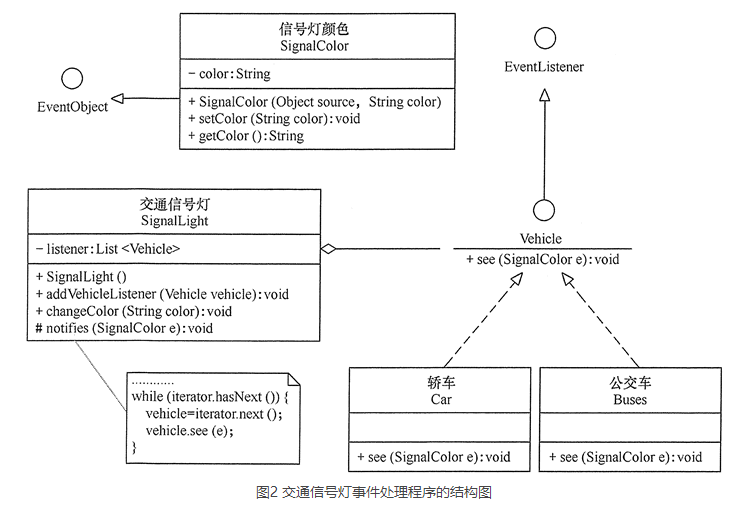 信号灯颜色
SignalColor
- color:String
+ SignalColor (Object source, String color)
+ setColor (String color):void
+ getColor ():String
EventObject
EventListener
交通信号灯
SignalLight
- listener:List <Vehicle>
+ SignalLight ()
+ addVehicleListener (Vehicle vehicle):void
+ changeColor (String color):void
# notifies (SignalColor e):void
Vehicle
+ see (SignalColor e):void
............
while (iterator.hasNext ()) {
vehicle=iterator.next ();
vehicle.see (e);
}
轿车
Car
+ see (SignalColor e):void
公交车
Buses
+ see (SignalColor e):void
图2 交通信号灯事件处理程序的结构图